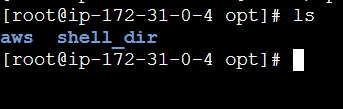 [root@ip-172-31-0-4 opt]# ls
aws  shell_dir
[root@ip-172-31-0-4 opt]#